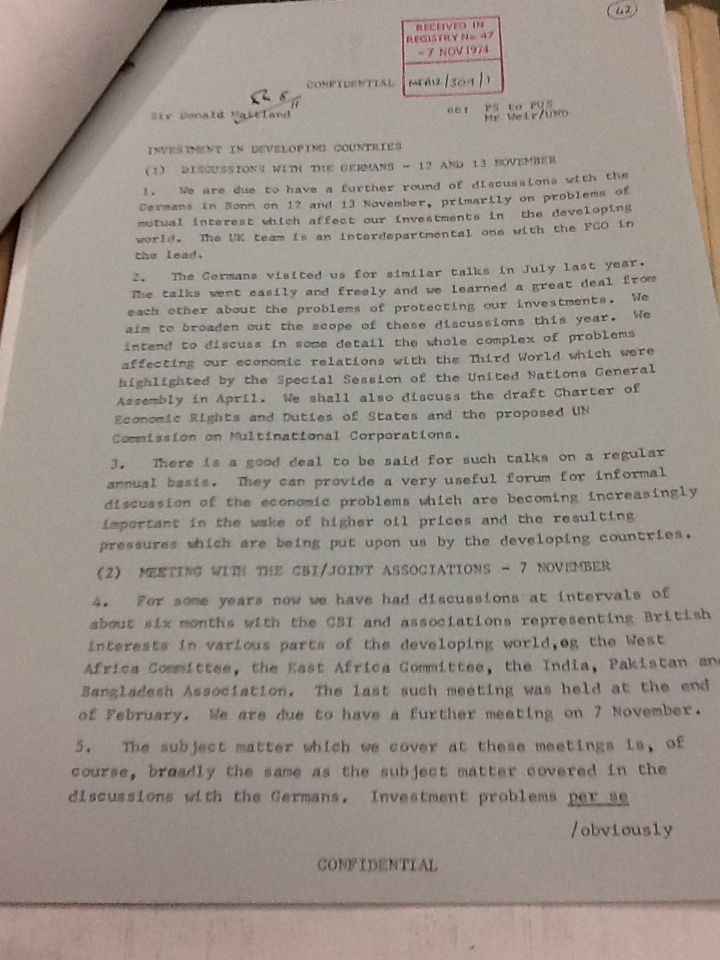 42
RECEIVED IN
REGISTRY No. 47
-7 NOV 1974
CONFIDENTIAL
Sir Donald Maitland
cc: PS to PUS
Mr Weir/UND
INVESTMENT IN DEVELOPING COUNTRIES
(1) DISCUSSIONS WITH THE GERMANS - 12 AND 13 NOVEMBER
1. We are due to have a further round of discussions with the
Germans in Bonn on 12 and 13 November, primarily on problems of
mutual interest which affect our investments in the developing
world. The UK team is an interdepartmental one with the FCO in
the lead.
2. The Germans visited us for similar talks in July last year.
The talks went easily and freely and we learned a great deal from
each other about the problems of protecting our investments. We
aim to broaden out the scope of these discussions this year. We
intend to discuss in some detail the whole complex of problems
affecting our economic relations with the Third World which were
highlighted by the Special Session of the United Nations General
Assembly in April. We shall also discuss the draft Charter of
Economic Rights and Duties of States and the proposed UN
Commission on Multinational Corporations.
3. There is a good deal to be said for such talks on a regular
annual basis. They can provide a very useful forum for informal
discussion of the economic problems which are becoming increasingly
important in the wake of higher oil prices and the resulting
pressures which are being put upon us by the developing countries.
(2) MEETING WITH THE CBI/JOINT ASSOCIATIONS - 7 NOVEMBER
4. For some years now we have had discussions at intervals of
about six months with the CBI and associations representing British
interests in various parts of the developing world,eg the West
Africa Committee, the East Africa Committee, the India, Pakistan and
Bangladesh Association. The last such meeting was held at the end
of February. We are due to have a further meeting on 7 November.
5. The subject matter which we cover at these meetings is, of
course, broadly the same as the subject matter covered in the
discussions with the Germans. Investment problems per se
/obviously
CONFIDENTIAL